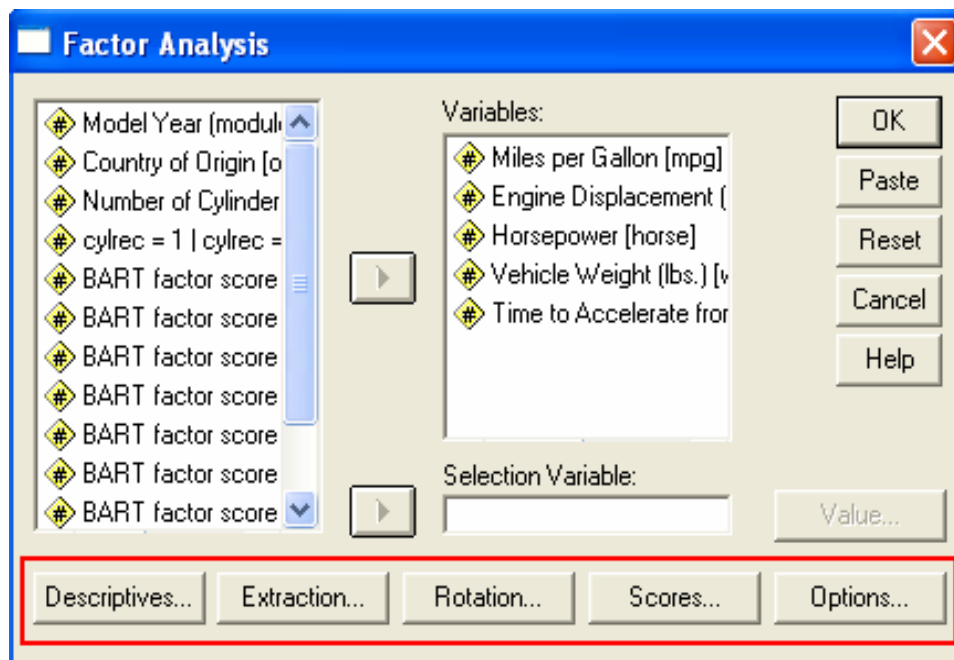 Factor Analysis
Model Year (modul
Country of Origin [o
Number of Cylinder
cylrec = 1 | cylrec =
BART factor score
BART factor score
BART factor score
BART factor score
BART factor score
BART factor score
BART factor score
Variables:
Miles per Gallon [mpg]
Engine Displacement (
Horsepower [horse]
Vehicle Weight (lbs.) [w
Time to Accelerate fror
Selection Variable:
OK
Paste
Reset
Cancel
Help
Value...
Descriptives...
Extraction...
Rotation...
Scores...
Options...